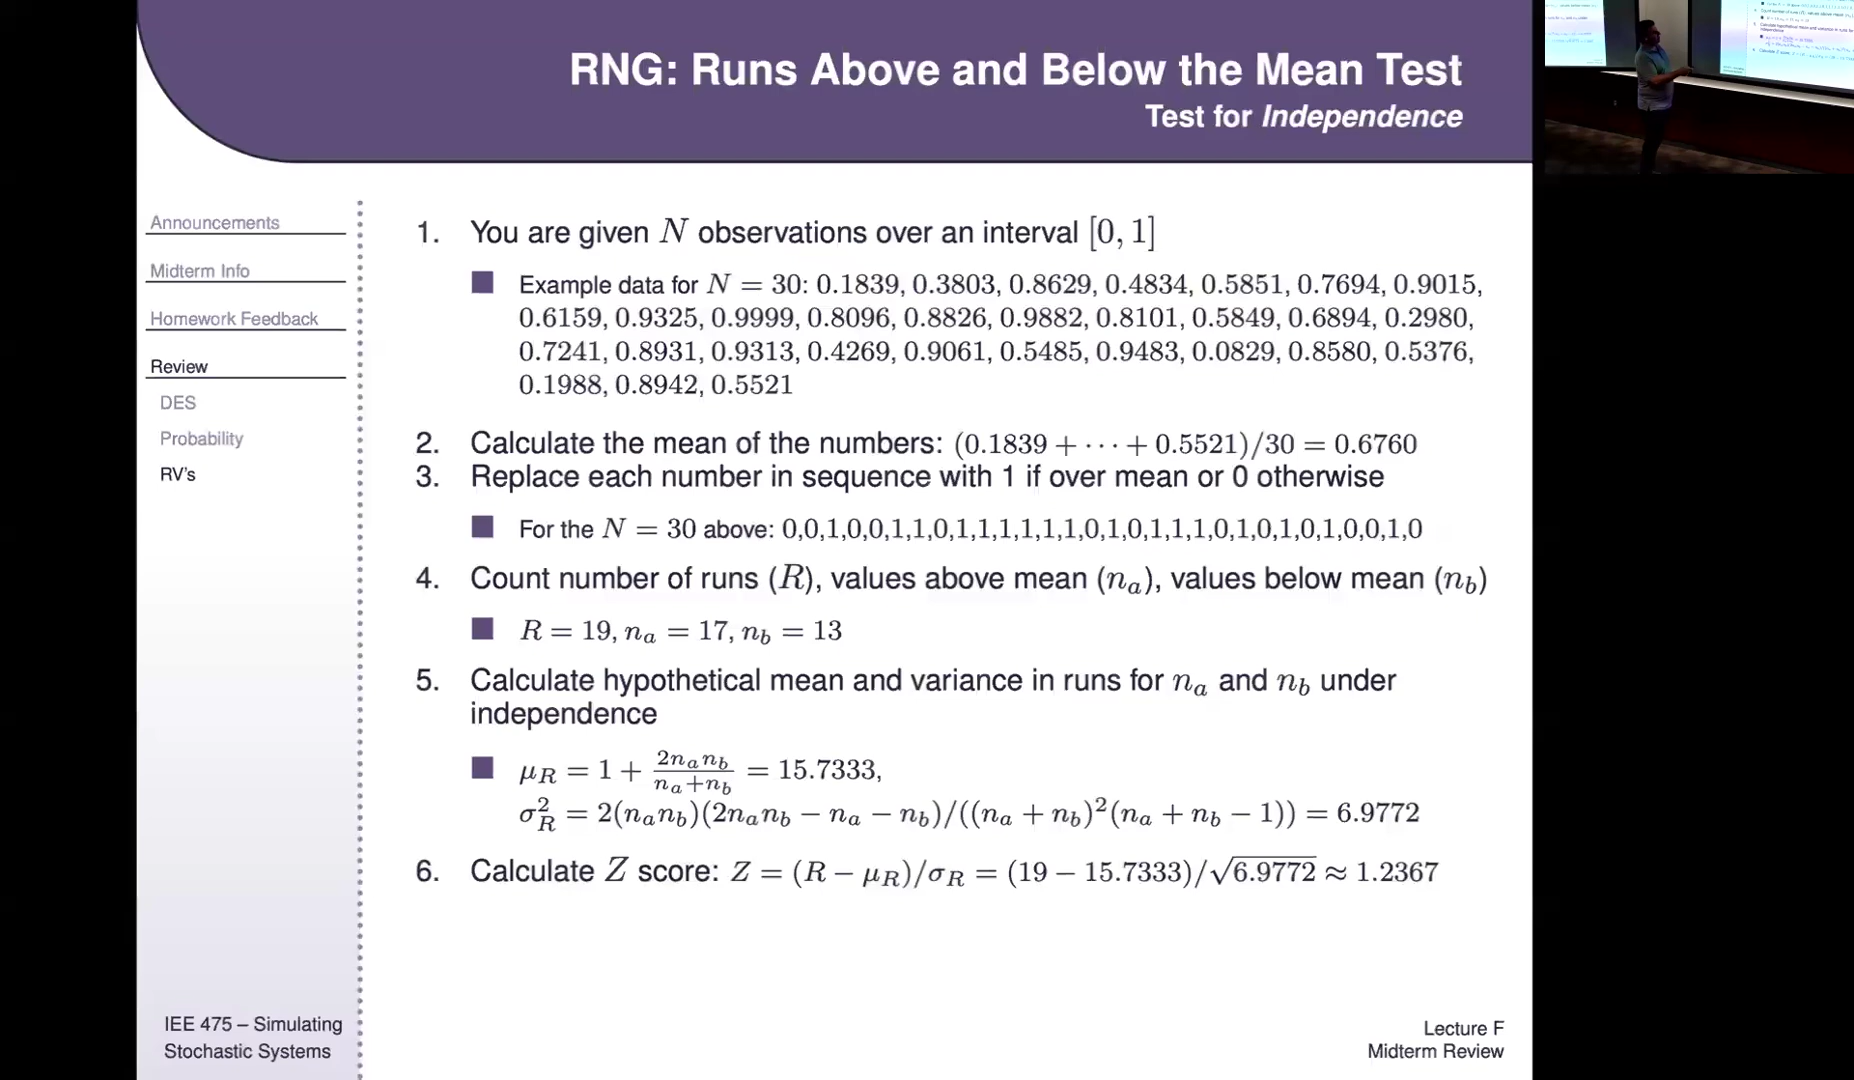 RNG: Runs Above and Below the Mean Test
Test for Independence
Announcements
Midterm Info
Homework Feedback
Review
DES
Probability
RV's
1. You are given N observations over an interval [0, 1]
■ Example data for N = 30: 0.1839, 0.3803, 0.8629, 0.4834, 0.5851, 0.7694, 0.9015,
0.6159, 0.9325, 0.9999, 0.8096, 0.8826, 0.9882, 0.8101, 0.5849, 0.6894, 0.2980,
0.7241, 0.8931, 0.9313, 0.4269, 0.9061, 0.5485, 0.9483, 0.0829, 0.8580, 0.5376,
0.1988, 0.8942, 0.5521
2. Calculate the mean of the numbers: (0.1839 + ··· + 0.5521)/30 = 0.6760
3. Replace each number in sequence with 1 if over mean or 0 otherwise
■ For the N = 30 above: 0,0,1,0,0,1,1,0,1,1,1,1,1,1,0,1,0,1,1,1,0,1,0,1,0,1,0,0,1,0
4. Count number of runs (R), values above mean (n_a), values below mean (n_b)
■ R = 19, n_a = 17, n_b = 13
5. Calculate hypothetical mean and variance in runs for n_a and n_b under
independence
■ μ_R = 1 + 2n_a n_b / n_a+n_b = 15.7333,
σ²_R = 2(n_a n_b)(2n_a n_b − n_a − n_b)/((n_a + n_b)²(n_a + n_b − 1)) = 6.9772
6. Calculate Z score: Z = (R − μ_R)/σ_R = (19 − 15.7333)/√6.9772 ≈ 1.2367
IEE 475 – Simulating
Stochastic Systems
Lecture F
Midterm Review